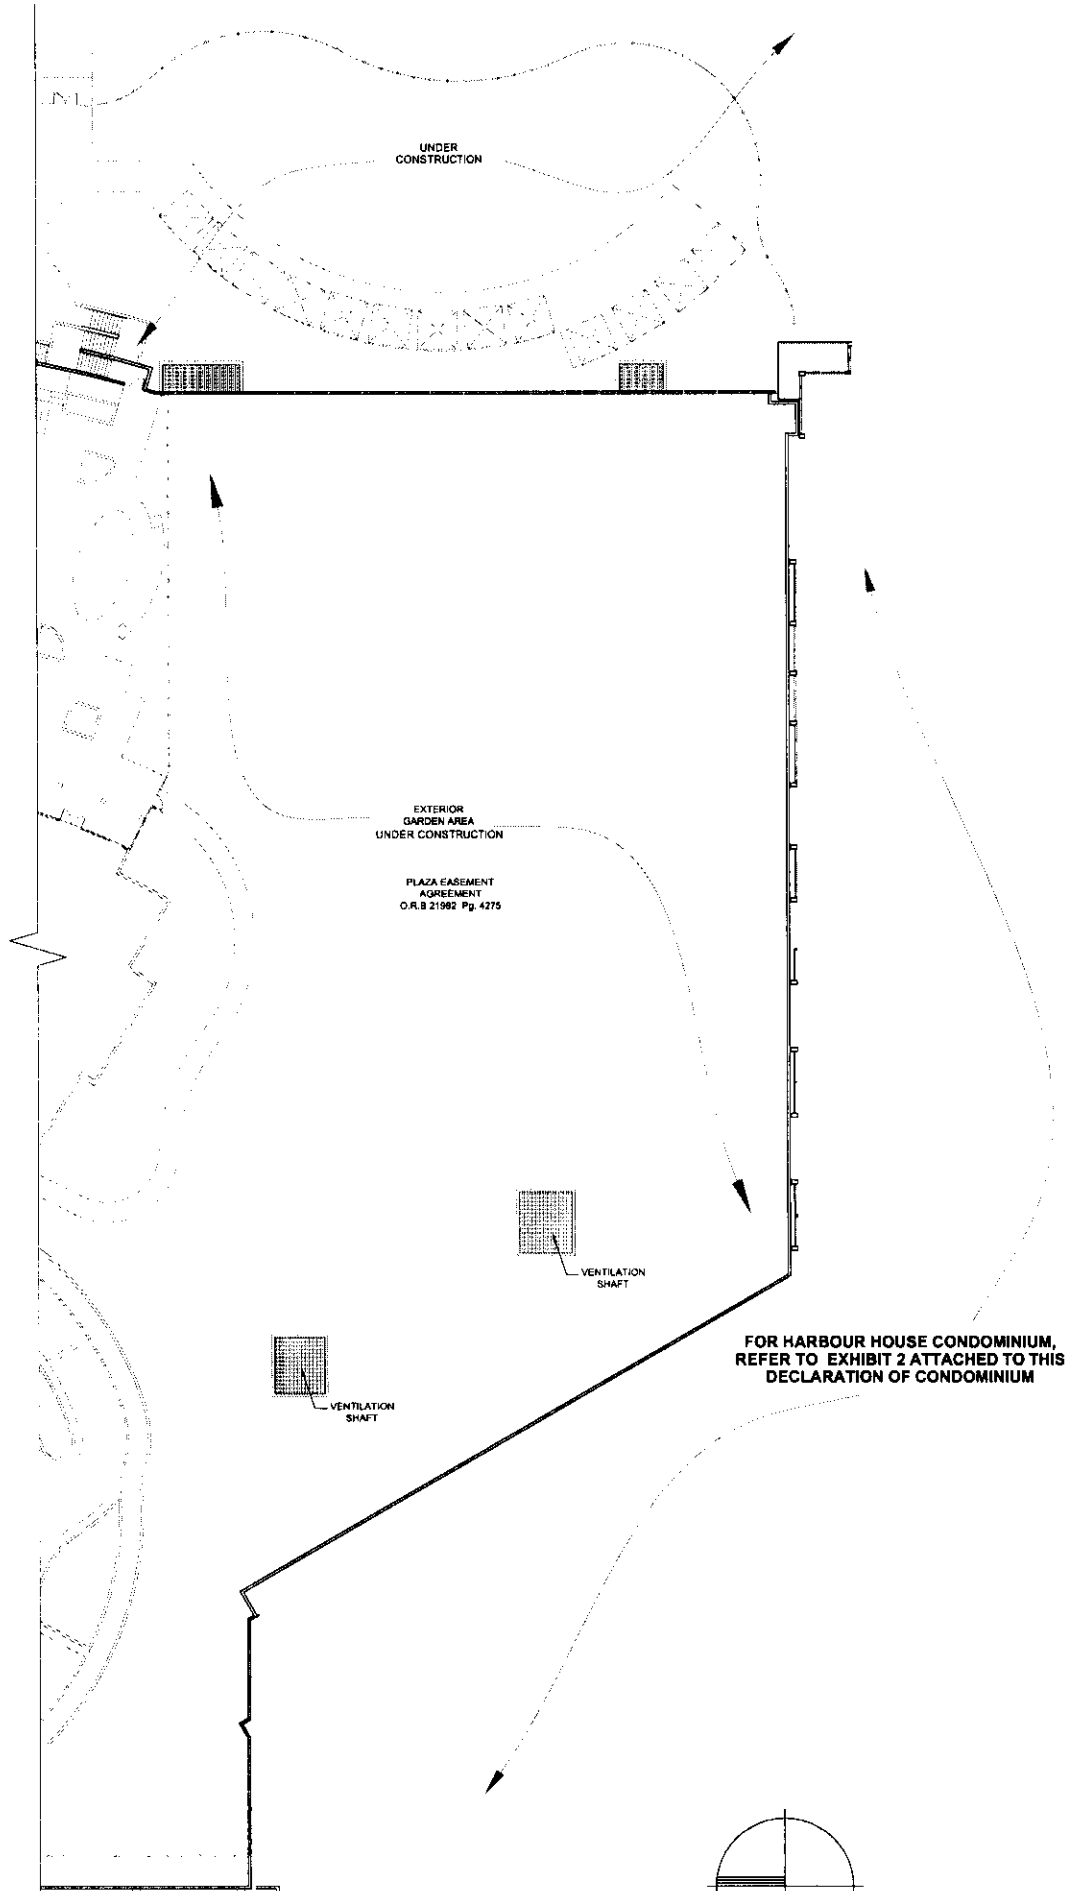 UNDER
CONSTRUCTION
EXTERIOR
GARDEN AREA
UNDER CONSTRUCTION
PLAZA EASEMENT
AGREEMENT
O.R.B 21982 Pg. 4275
VENTILATION
SHAFT
FOR HARBOUR HOUSE CONDOMINIUM,
REFER TO EXHIBIT 2 ATTACHED TO THIS
DECLARATION OF CONDOMINIUM
VENTILATION
SHAFT